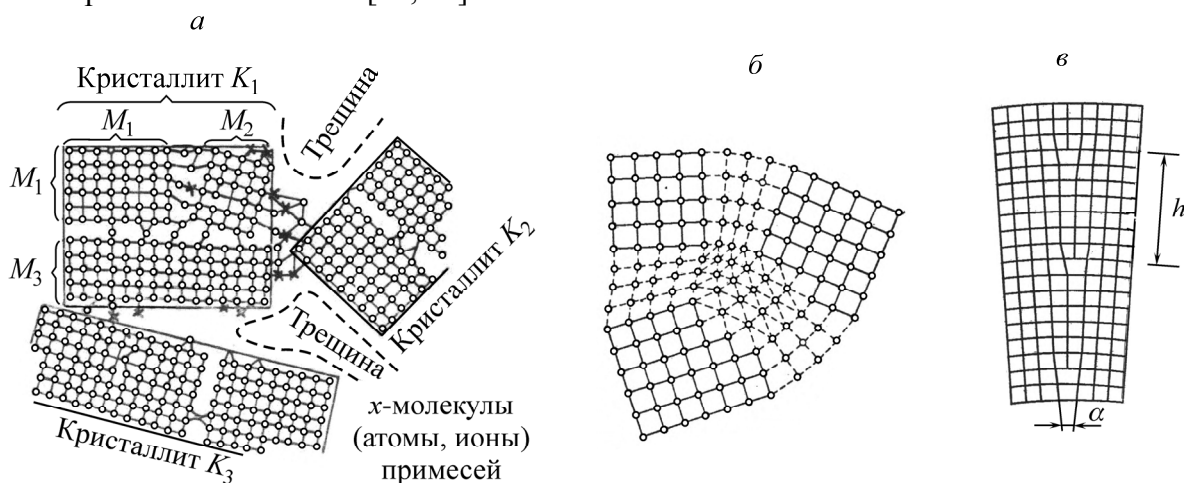 а
Кристаллит K₁
M₁
M₂
M₁
M₃
Трещина
Кристаллит K₂
Трещина
Кристаллит K₃
x-молекулы
(атомы, ионы)
примесей
б
в
h
α